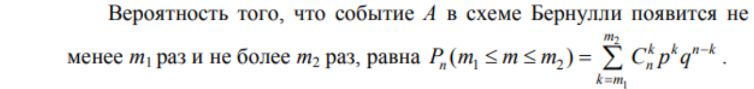 Вероятность того, что событие A в схеме Бернулли появится не
менее m₁ раз и не более m₂ раз, равна Pₙ(m₁ ≤ m ≤ m₂) = ∑_{k=m₁}^{m₂} Cₙᵏ pᵏ qⁿ⁻ᵏ .